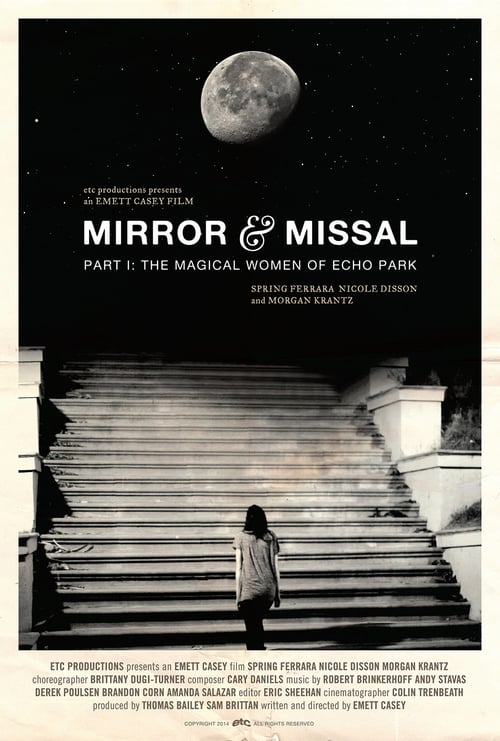 etc productions presents
an EMETT CASEY FILM
MIRROR & MISSAL
PART I: THE MAGICAL WOMEN OF ECHO PARK
SPRING FERRARA NICOLE DISSON
and MORGAN KRANTZ
ETC PRODUCTIONS presents an EMETT CASEY film SPRING FERRARA NICOLE DISSON MORGAN KRANTZ
choreographer BRITTANY DUGI-TURNER composer CARY DANIELS music by ROBERT BRINKERHOFF ANDY STAVAS
DEREK POULSEN BRANDON CORN AMANDA SALAZAR editor ERIC SHEEHAN cinematographer COLIN TRENBEATH
produced by THOMAS BAILEY SAM BRITTAN written and directed by EMETT CASEY
COPYRIGHT 2014 etc ALL RIGHTS RESERVED